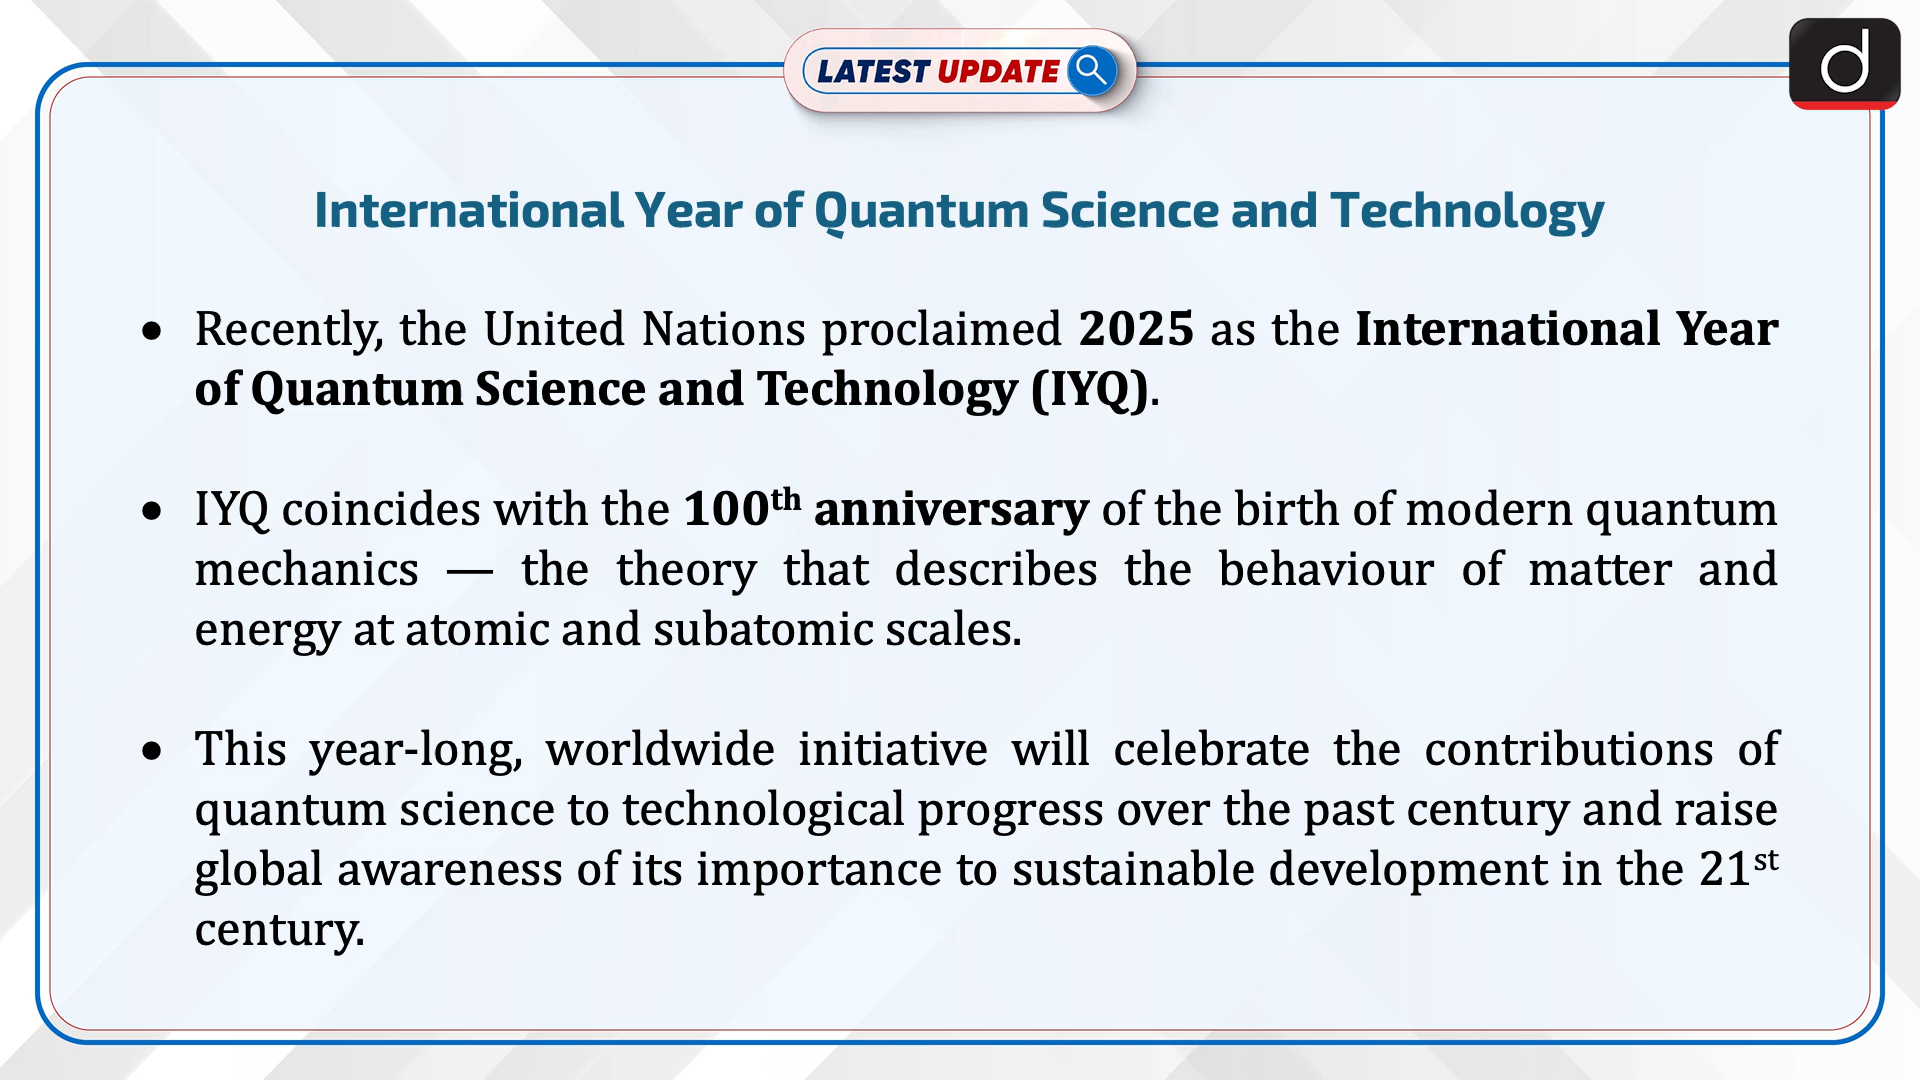 LATEST UPDATE
d
International Year of Quantum Science and Technology
• Recently, the United Nations proclaimed 2025 as the International Year
of Quantum Science and Technology (IYQ).
• IYQ coincides with the 100th anniversary of the birth of modern quantum
mechanics — the theory that describes the behaviour of matter and
energy at atomic and subatomic scales.
• This year-long, worldwide initiative will celebrate the contributions of
quantum science to technological progress over the past century and raise
global awareness of its importance to sustainable development in the 21st
century.